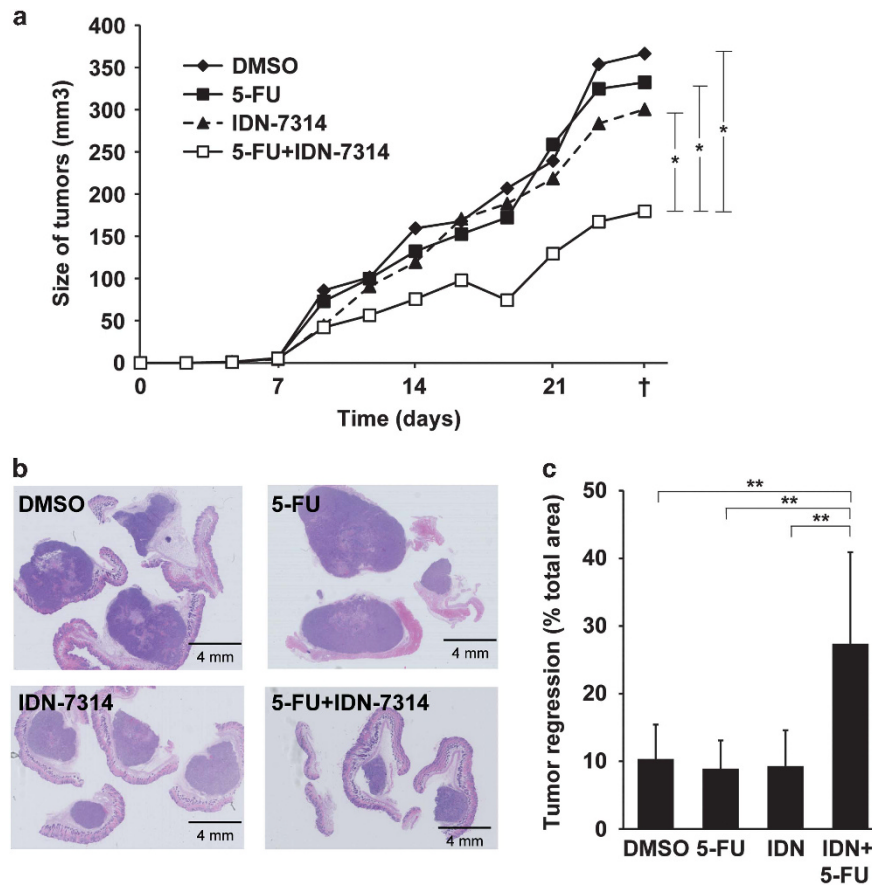 a
400
350
300
250
200
150
100
50
0
Size of tumors (mm3)
DMSO
5-FU
IDN-7314
5-FU+IDN-7314
*
*
*
0 7 14 21 †
Time (days)
b
DMSO
4 mm
5-FU
4 mm
IDN-7314
4 mm
5-FU+IDN-7314
4 mm
c
Tumor regression (% total area)
50
40
30
20
10
0
**
**
**
DMSO 5-FU IDN IDN+
5-FU